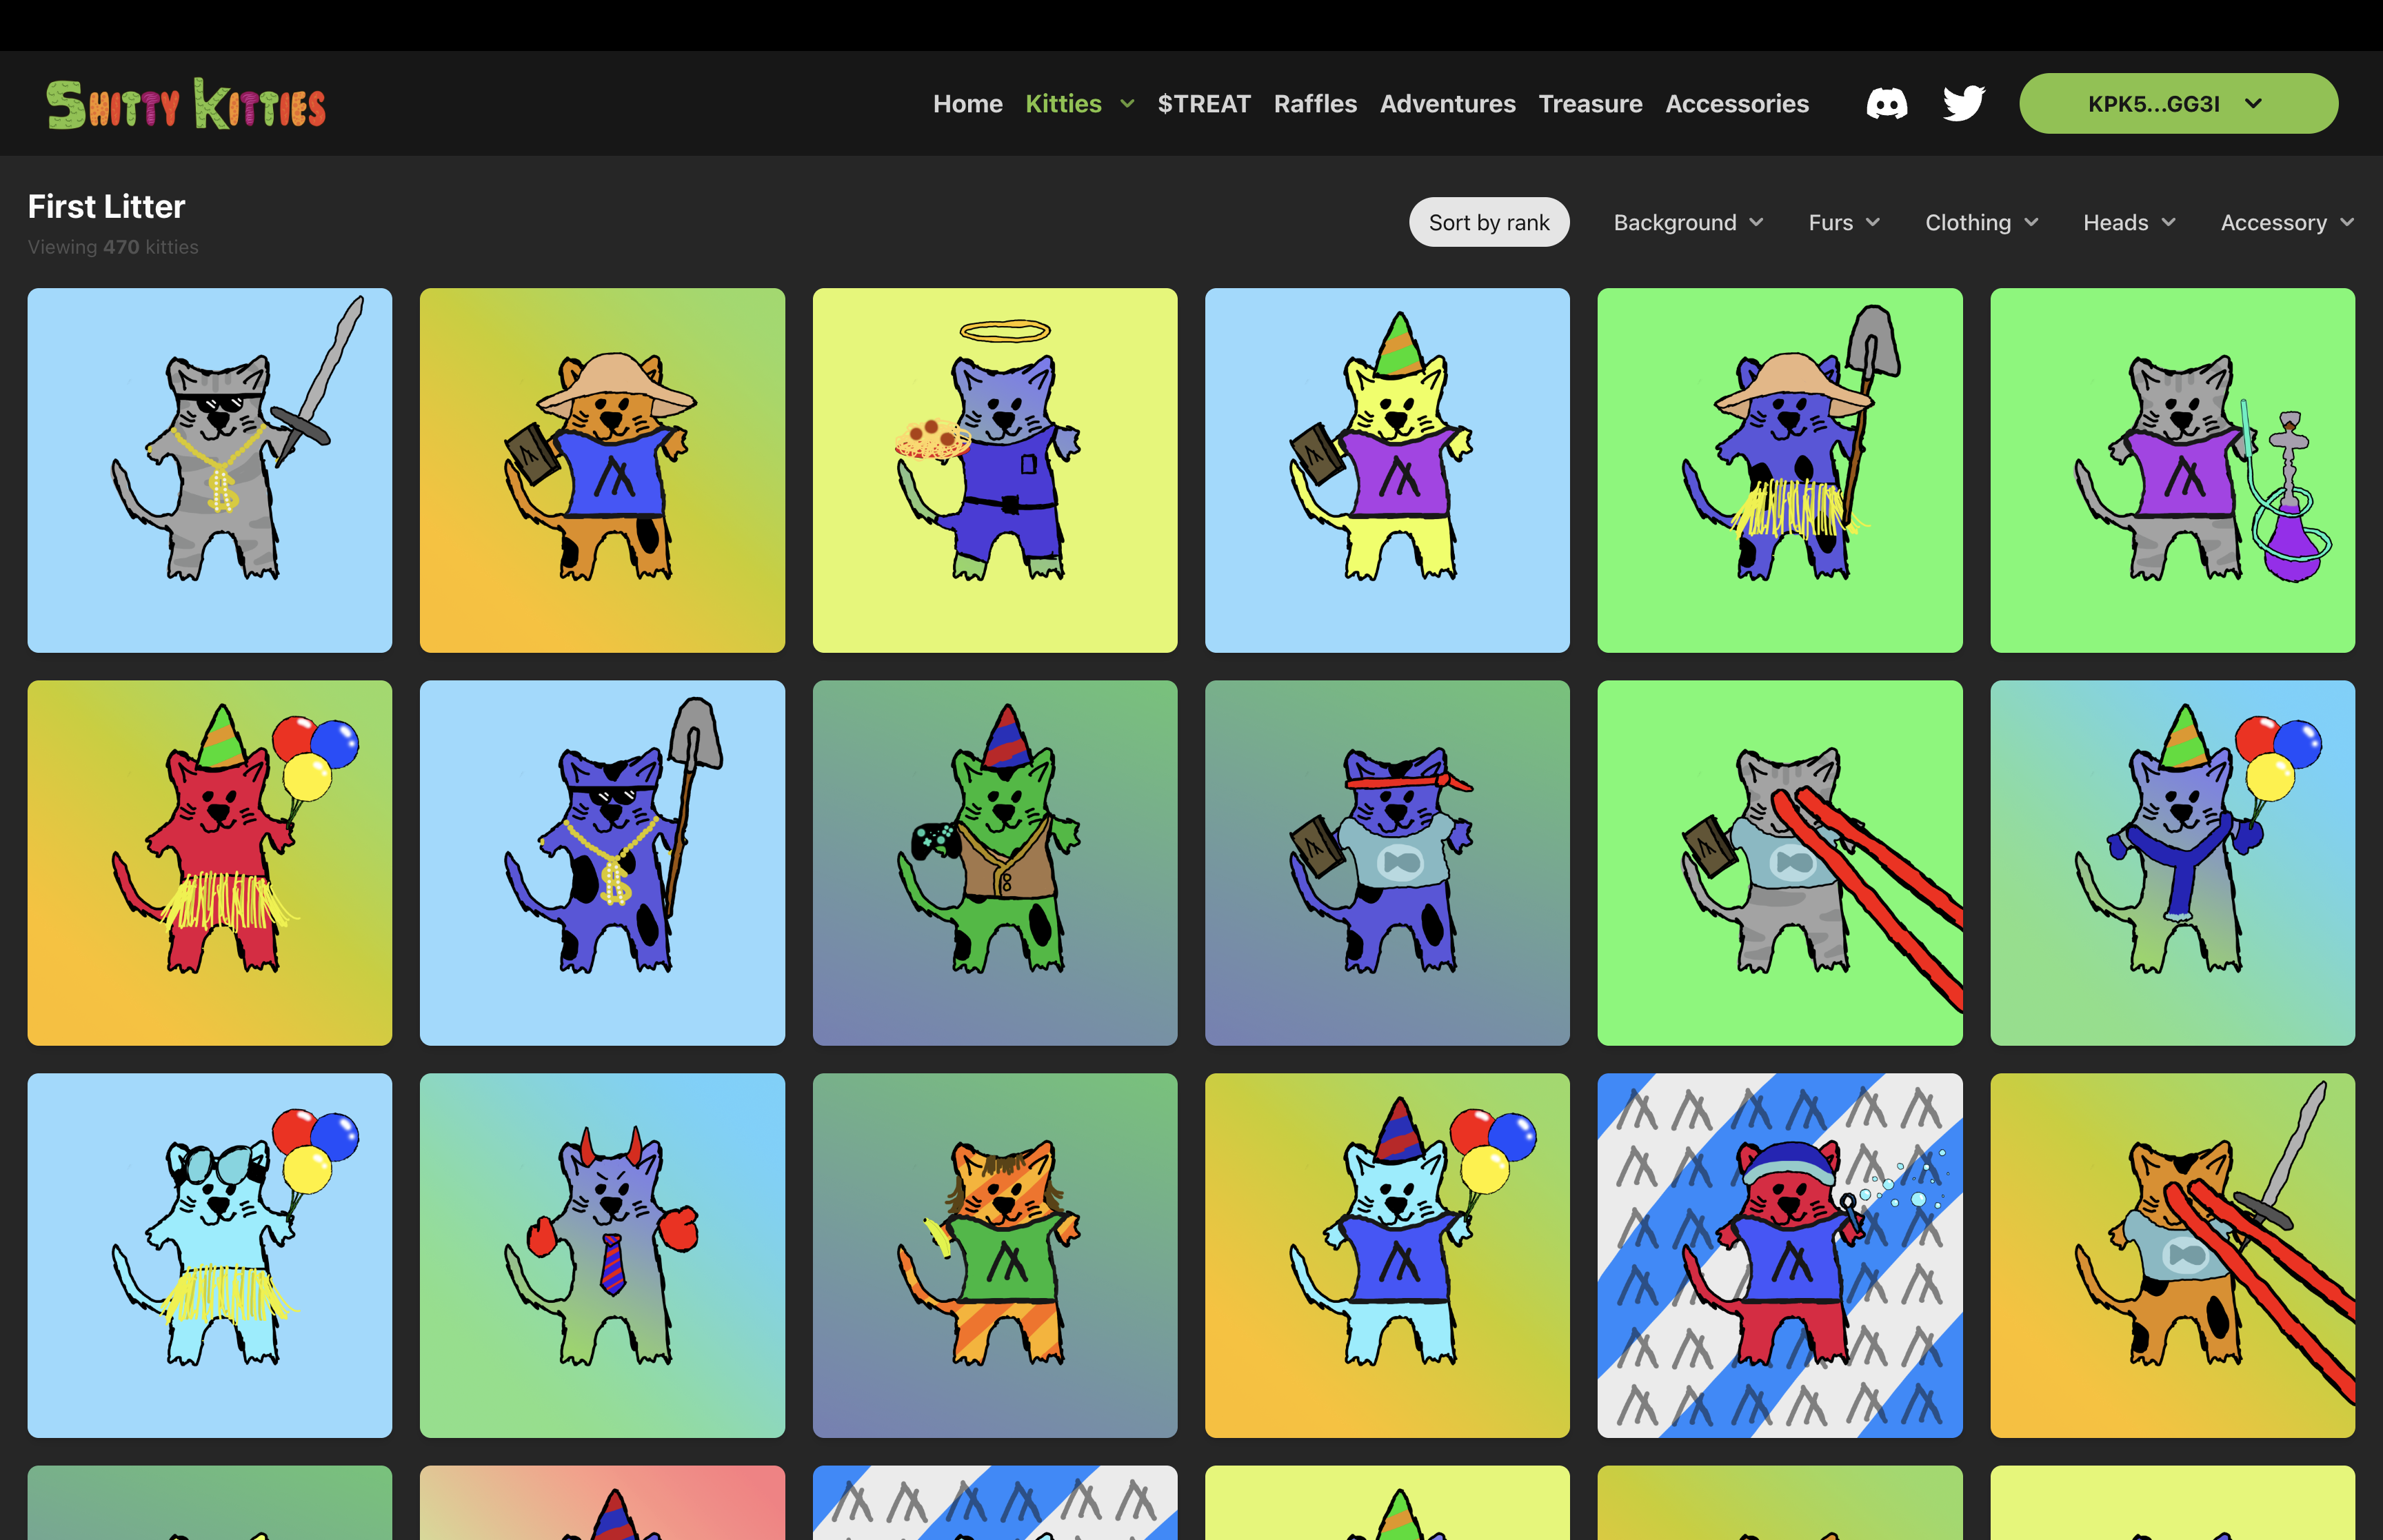 Shitty Kitties
Home Kitties $TREAT Raffles Adventures Treasure Accessories KPK5...GG3I
First Litter
Viewing 470 kitties
Sort by rank Background Furs Clothing Heads Accessory